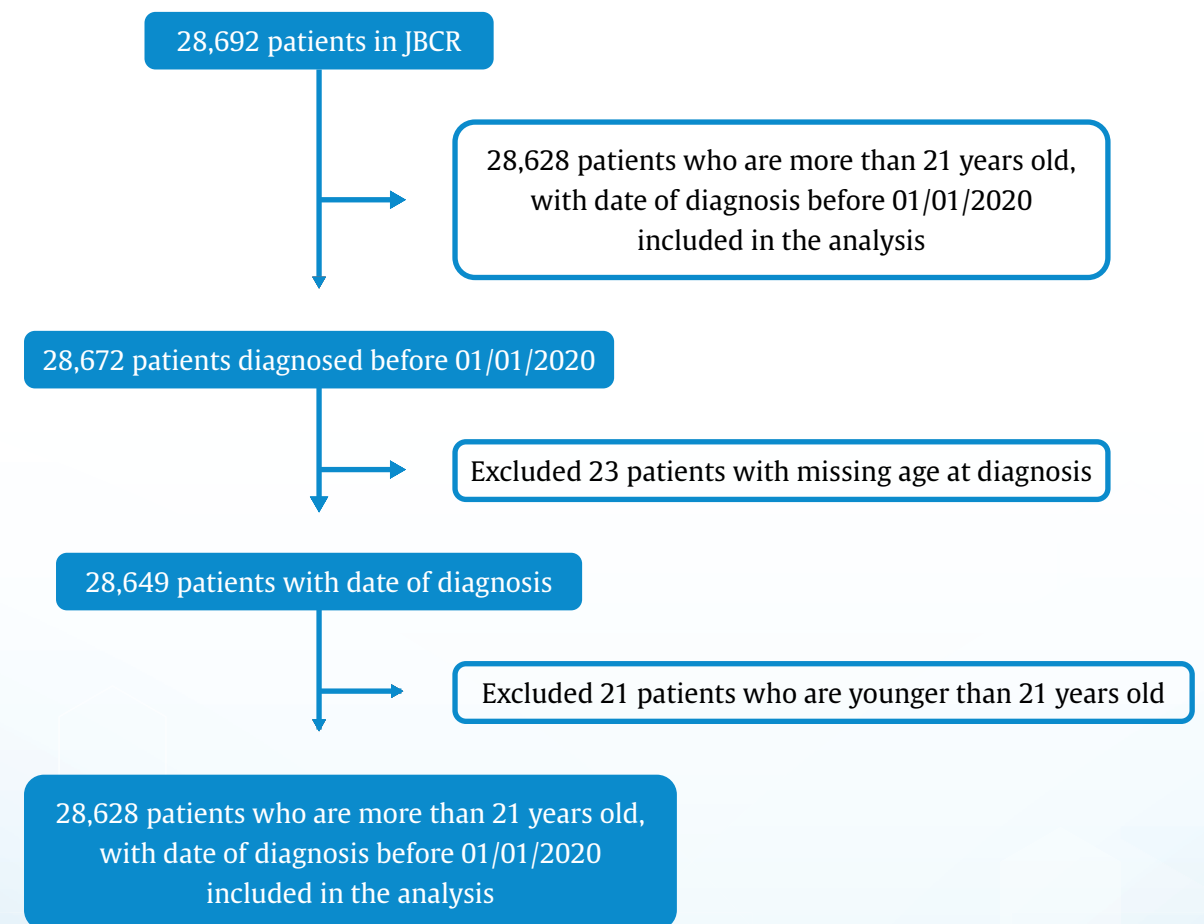 28,692 patients in JBCR
28,628 patients who are more than 21 years old,
with date of diagnosis before 01/01/2020
included in the analysis
28,672 patients diagnosed before 01/01/2020
Excluded 23 patients with missing age at diagnosis
28,649 patients with date of diagnosis
Excluded 21 patients who are younger than 21 years old
28,628 patients who are more than 21 years old,
with date of diagnosis before 01/01/2020
included in the analysis